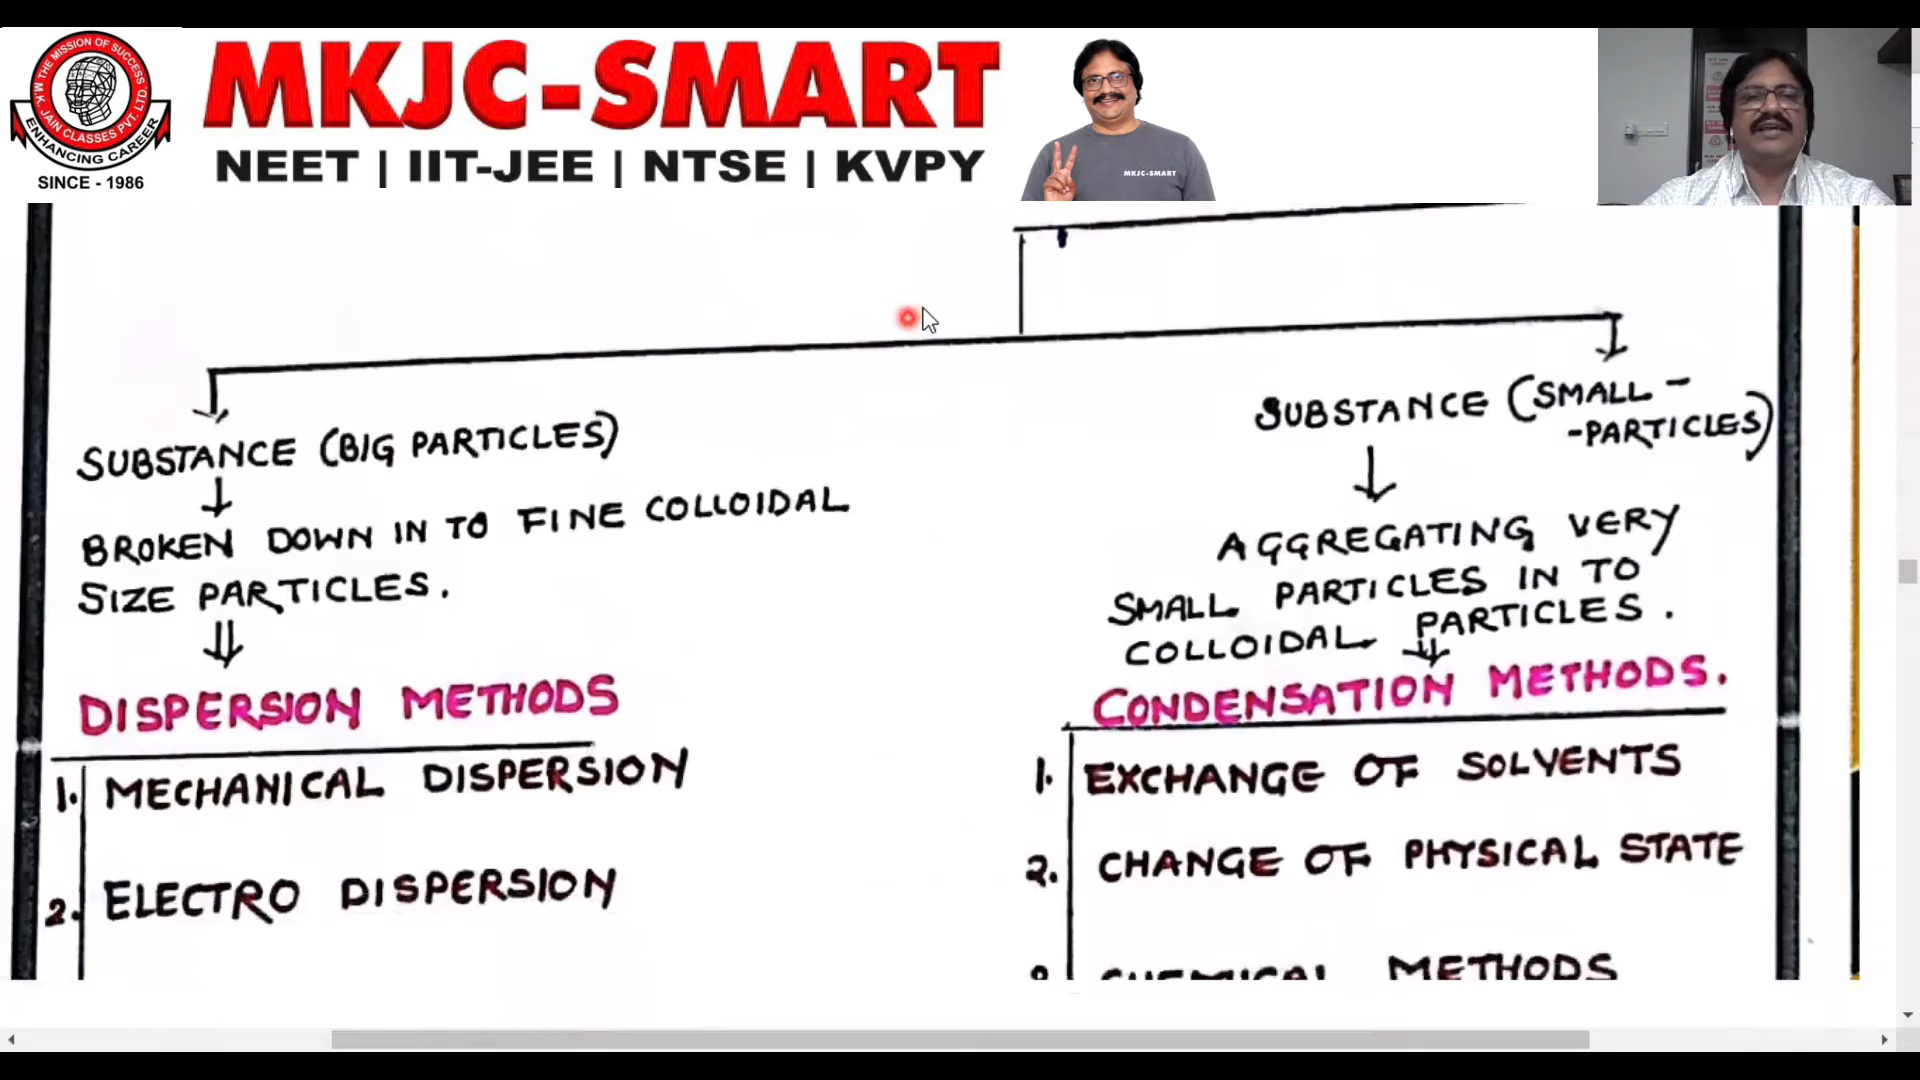 THE MISSION OF SUCCESS
M.K. JAIN CLASSES PVT. LTD.
ENHANCING CAREER
SINCE - 1986
MKJC-SMART
NEET | IIT-JEE | NTSE | KVPY
MKJC-SMART
SUBSTANCE (BIG PARTICLES)
BROKEN DOWN IN TO FINE COLLOIDAL
SIZE PARTICLES.
DISPERSION METHODS
1. MECHANICAL DISPERSION
2. ELECTRO DISPERSION
SUBSTANCE (SMALL -
-PARTICLES)
AGGREGATING VERY
SMALL PARTICLES IN TO
COLLOIDAL PARTICLES.
CONDENSATION METHODS.
1. EXCHANGE OF SOLVENTS
2. CHANGE OF PHYSICAL STATE
CHEMICAL METHODS